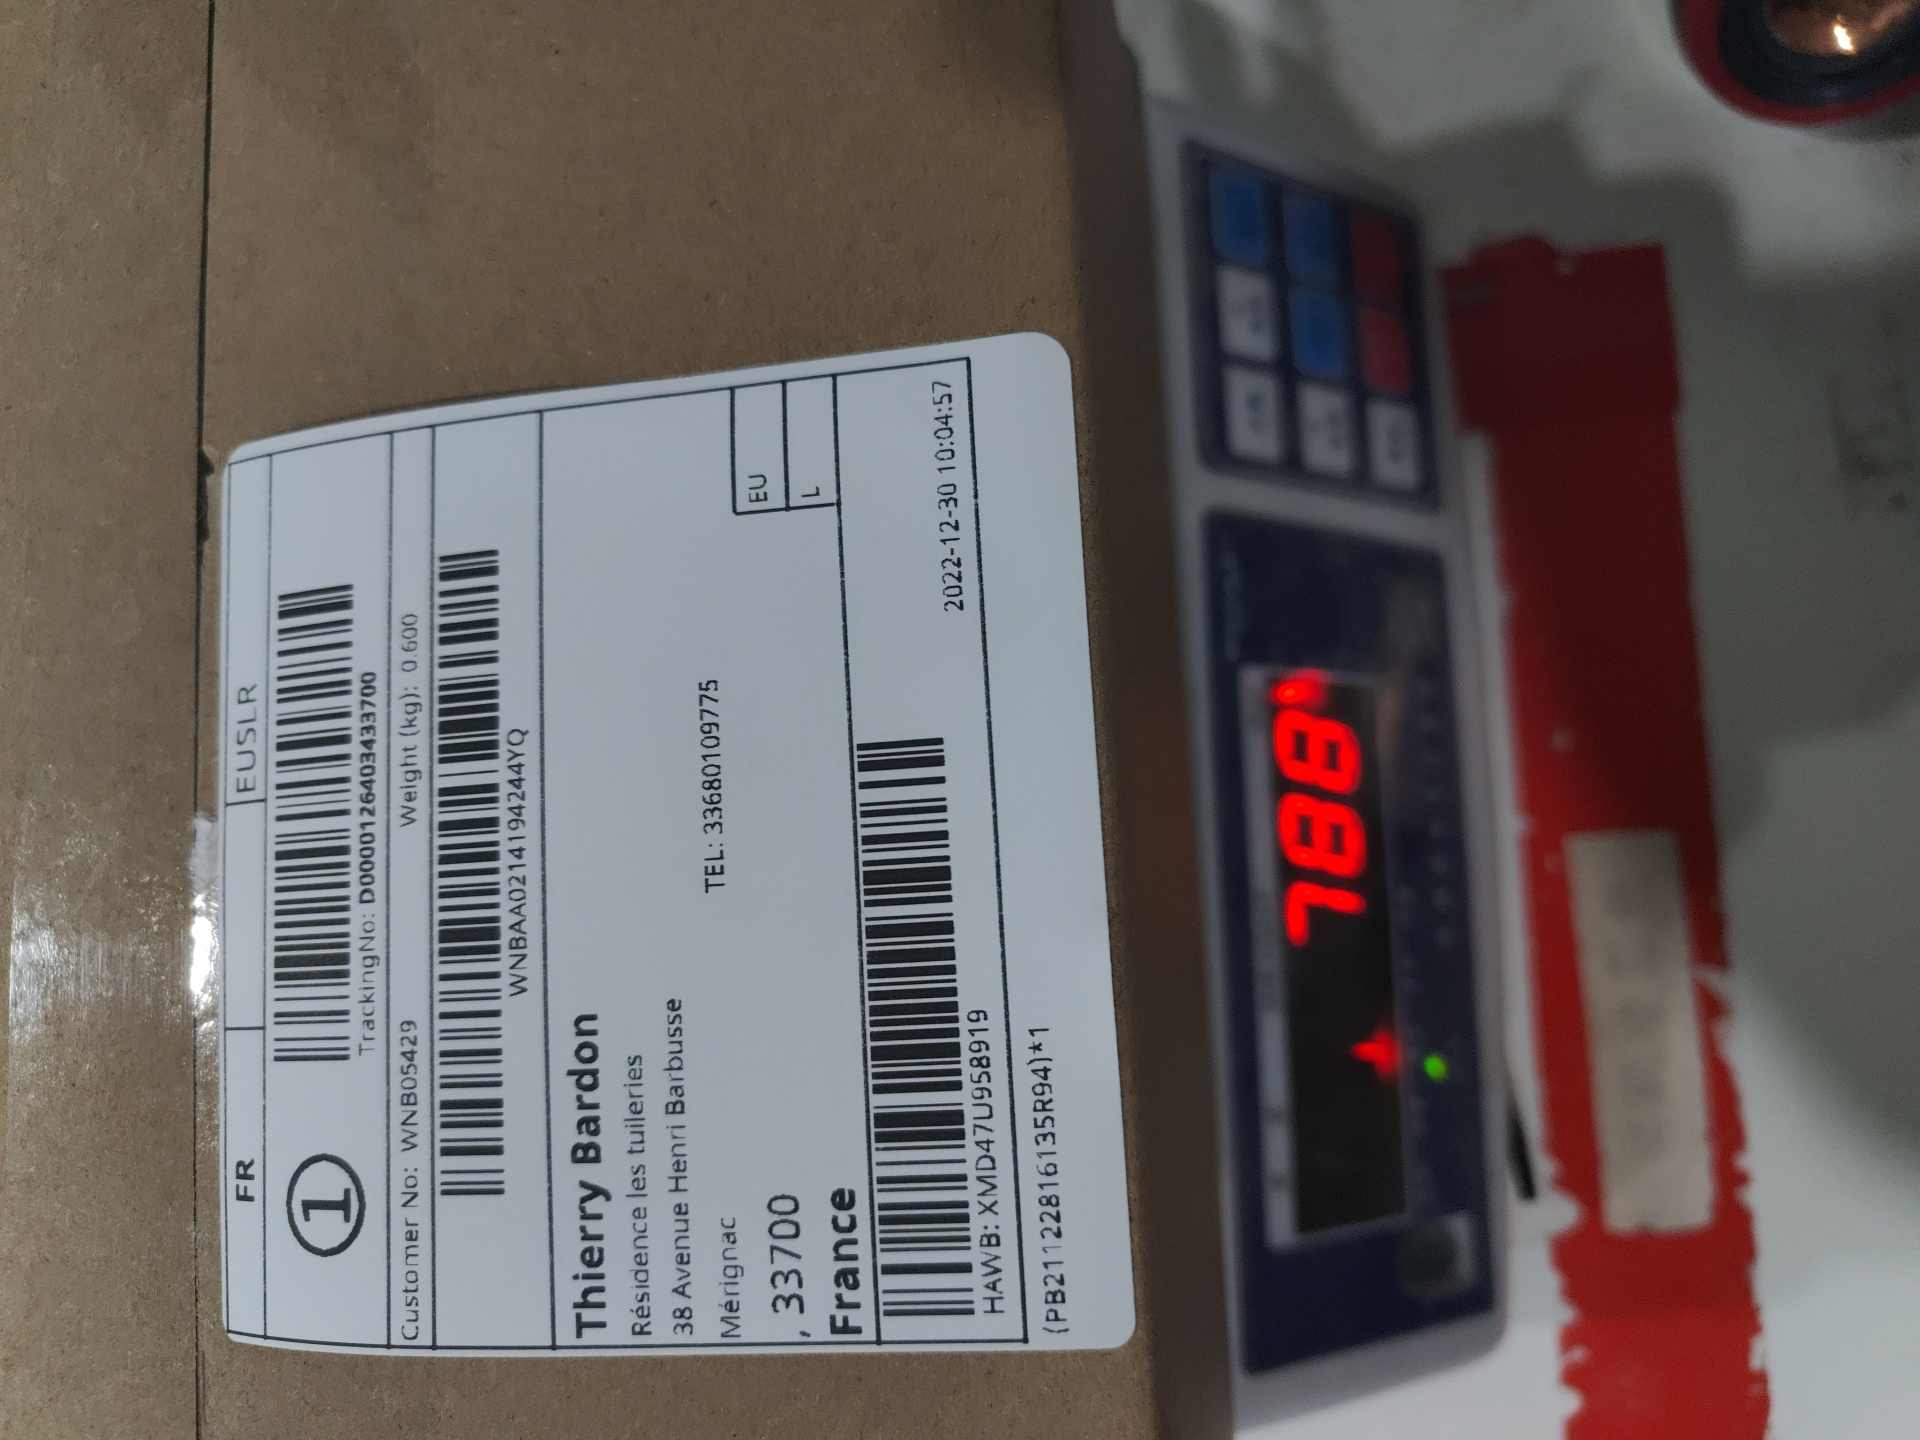 FR EUSLR
1
TrackingNo: D0000126403433700
Customer No: WNB05429 Weight (kg): 0.600
WNBAA0214194244YQ
Thierry Bardon
Résidence les tuileries
38 Avenue Henri Barbusse
Mérignac TEL: 33680109775
, 33700
France
EU
L
HAWB: XMD47U958919
2022-12-30 10:04:57
(PB21122816135R94)*1
788